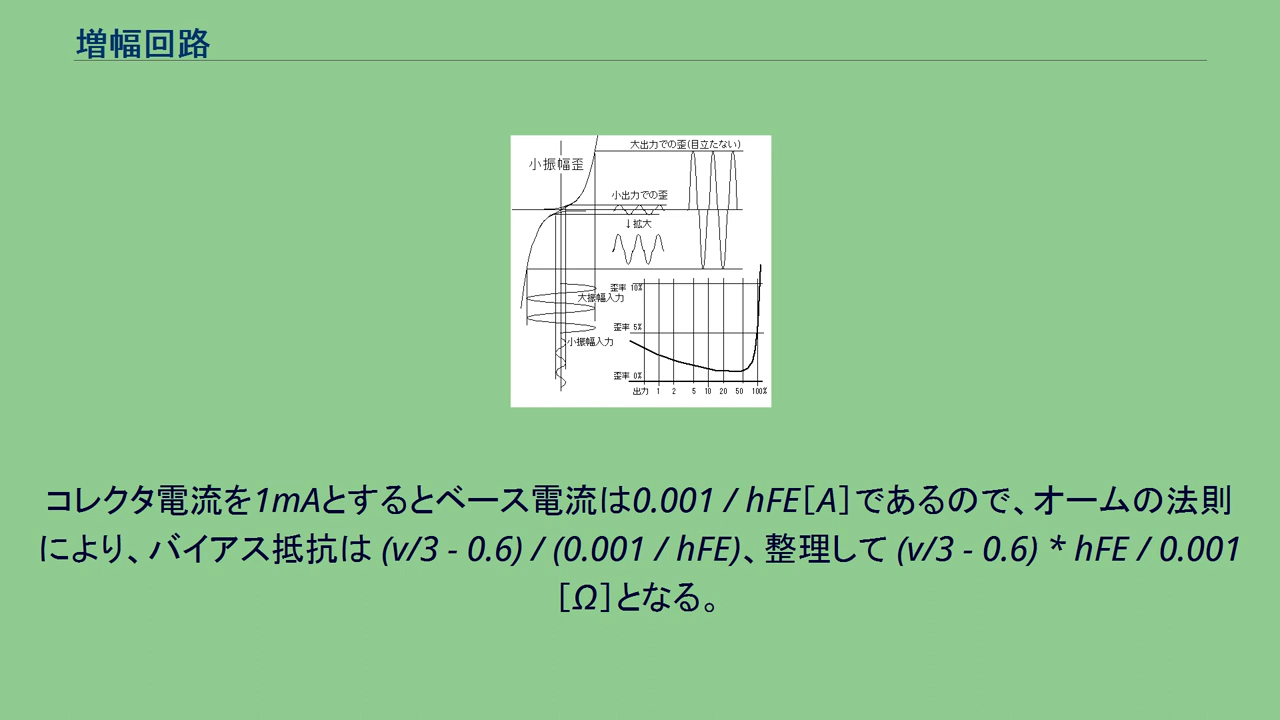 増幅回路
小振幅歪
大出力での歪(目立たない)
小出力での歪
↓拡大
歪率 10%
大振幅入力
歪率 5%
小振幅入力
歪率 0%
出力 1 2 5 10 20 50 100%
コレクタ電流を1mAとするとベース電流は0.001 / hFE[A]であるので、オームの法則
により、バイアス抵抗は (v/3 - 0.6) / (0.001 / hFE)、整理して (v/3 - 0.6) * hFE / 0.001
[Ω]となる。